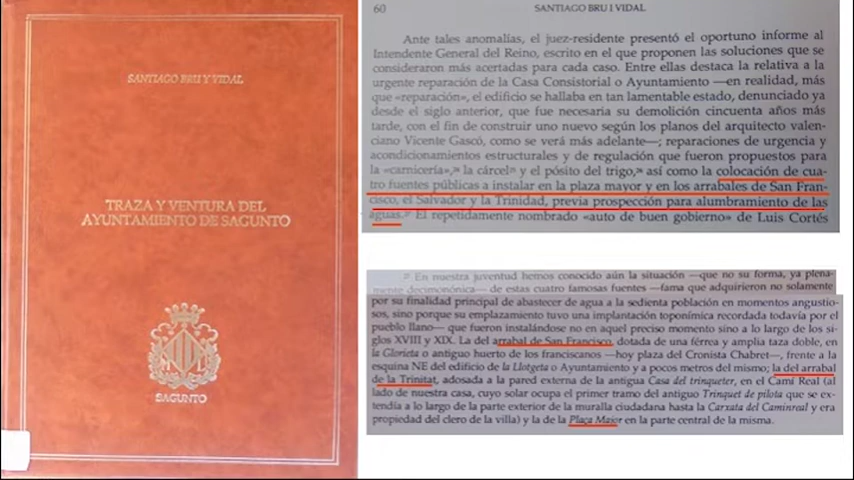 SANTIAGO BRU Y VIDAL
TRAZA Y VENTURA DEL
AYUNTAMIENTO DE SAGUNTO
SAGUNTO
60
SANTIAGO BRU I VIDAL
Ante tales anomalías, el juez-residente presentó el oportuno informe al
Intendente General del Reino, escrito en el que proponen las soluciones que se
consideraron más acertadas para cada caso. Entre ellas destaca la relativa a la
urgente reparación de la Casa Consistorial o Ayuntamiento —en realidad, más
que «reparación», el edificio se hallaba en tan lamentable estado, denunciado ya
desde el siglo anterior, que fue necesaria su demolición cincuenta años más
tarde, con el fin de construir uno nuevo según los planos del arquitecto valen-
ciano Vicente Gascó, como se verá más adelante—; reparaciones de urgencia y
acondicionamientos estructurales y de regulación que fueron propuestos para
la «carnicería», la cárcel y el pósito del trigo, así como la colocación de cua-
tro fuentes públicas a instalar en la plaza mayor y en los arrabales de San Fran-
cisco, el Salvador y la Trinidad, previa prospección para alumbramiento de las
aguas. El repetidamente nombrado «auto de buen gobierno» de Luis Cortés
En nuestra juventud hemos conocido aún la situación —que no su forma, ya plena-
mente decimonónica— de estas cuatro famosas fuentes —fama que adquirieron no solamente
por su finalidad principal de abastecer de agua a la sedienta población en momentos angustio-
sos, sino porque su emplazamiento tuvo una implantación toponímica recordada todavía por el
pueblo llano— que fueron instalándose no en aquel preciso momento sino a lo largo de los si-
glos XVIII y XIX. La del arrabal de San Francisco, dotada de una férrea y amplia taza doble, en
la Glorieta o antiguo huerto de los franciscanos —hoy plaza del Cronista Chabret—, frente a la
esquina NE del edificio de la Llotgeta o Ayuntamiento y a pocos metros del mismo; la del arrabal
de la Trinitat, adosada a la pared externa de la antigua Casa del trinqueter, en el Camí Real (al
lado de nuestra casa, cuyo solar ocupa el primer tramo del antiguo Trinquet de pilota que se ex-
tendía a lo largo de la parte exterior de la muralla ciudadana hasta la Carxata del Caminreal y era
propiedad del clero de la villa) y la de la Plaça Major en la parte central de la misma.